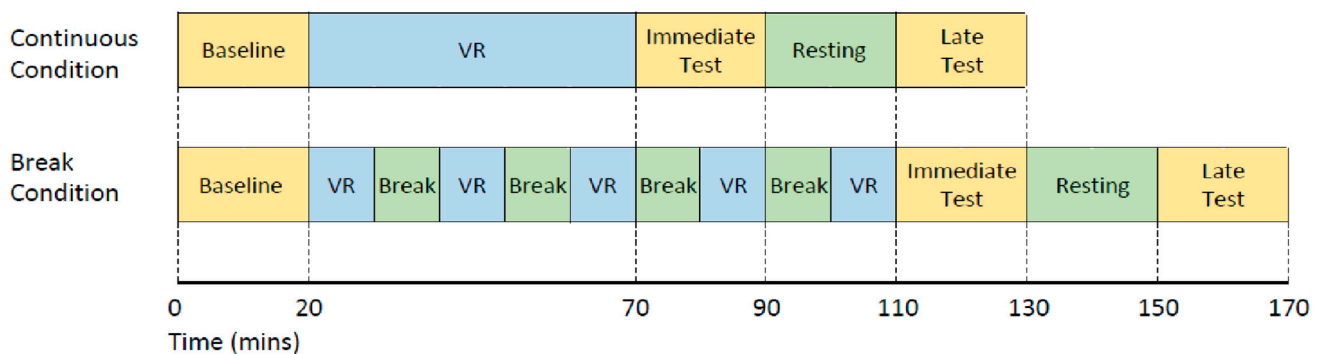 Continuous
Condition
Baseline
VR
Immediate
Test
Resting
Late
Test
Break
Condition
Baseline
VR
Break
VR
Break
VR
Break
VR
Break
VR
Immediate
Test
Resting
Late
Test
0 20 70 90 110 130 150 170
Time (mins)